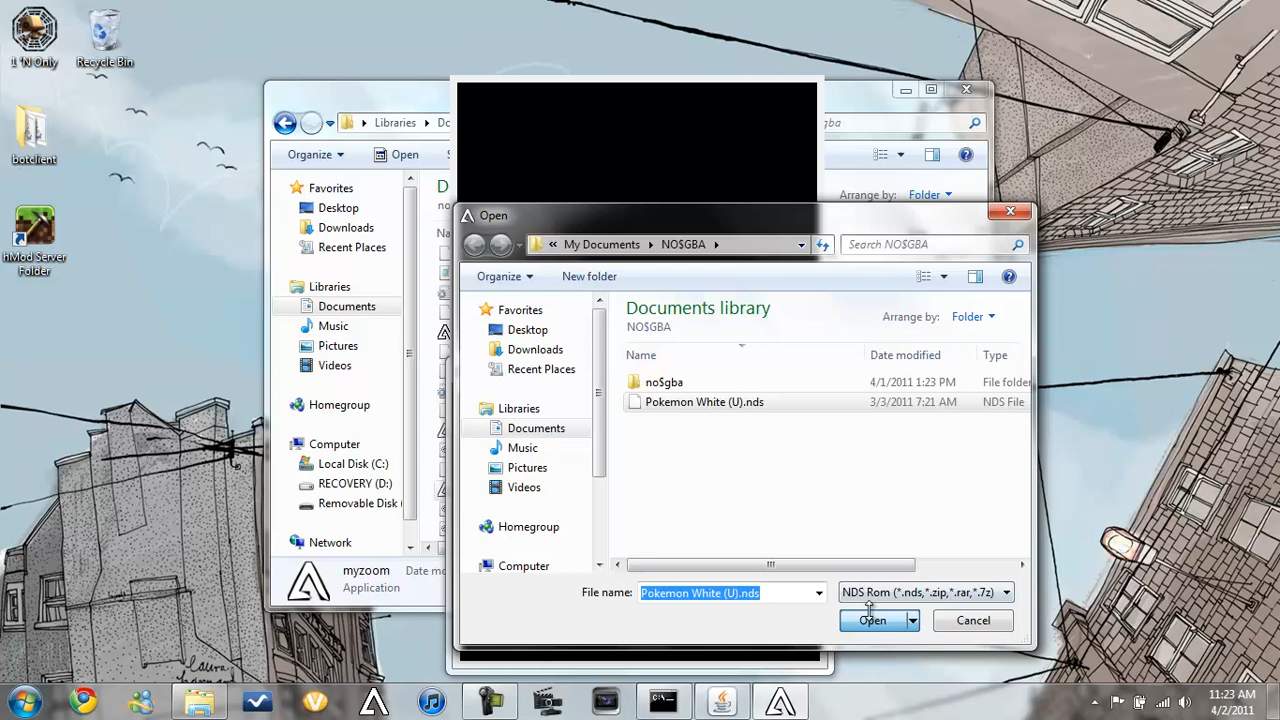 1 'N Only
Recycle Bin
botclient
hMod Server
Folder
Libraries
Do
gba
Organize
Open
S
Favorites
Desktop
Downloads
Recent Places
Libraries
Documents
Music
Pictures
Videos
Homegroup
Computer
Local Disk (C:)
RECOVERY (D:)
Removable Disk
Network
D
no
Na
Arrange by:
Folder
myzoom
Date mo
Application
Open
«
My Documents
NO$GBA
Search NO$GBA
Organize
New folder
Favorites
Desktop
Downloads
Recent Places
Libraries
Documents
Music
Pictures
Videos
Homegroup
Computer
Documents library
NO$GBA
Arrange by:
Folder
Name
Date modified
Type
no$gba
4/1/2011 1:23 PM
File folder
Pokemon White (U).nds
3/3/2011 7:21 AM
NDS File
File name:
Pokemon White (U).nds
NDS Rom (*.nds,*.zip,*.rar,*.7z)
Open
Cancel
C:\
11:23 AM
4/2/2011